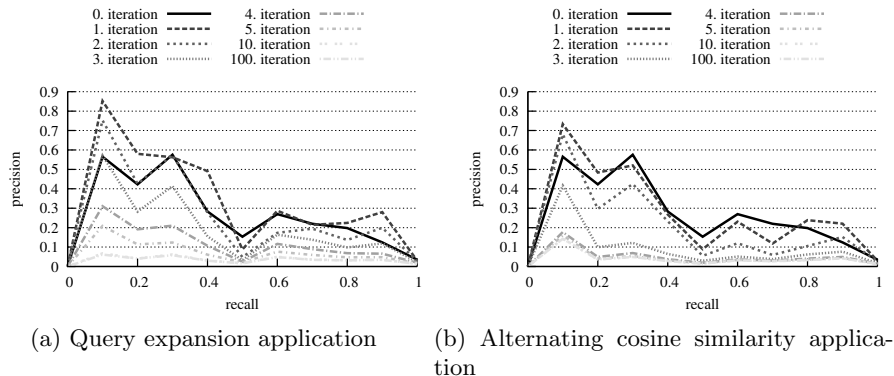 0. iteration
1. iteration
2. iteration
3. iteration
4. iteration
5. iteration
10. iteration
100. iteration
0.9
0.8
0.7
0.6
0.5
0.4
0.3
0.2
0.1
0
precision
0 0.2 0.4 0.6 0.8 1
recall
(a) Query expansion application
0. iteration
1. iteration
2. iteration
3. iteration
4. iteration
5. iteration
10. iteration
100. iteration
0.9
0.8
0.7
0.6
0.5
0.4
0.3
0.2
0.1
0
precision
0 0.2 0.4 0.6 0.8 1
recall
(b) Alternating cosine similarity applica-
tion